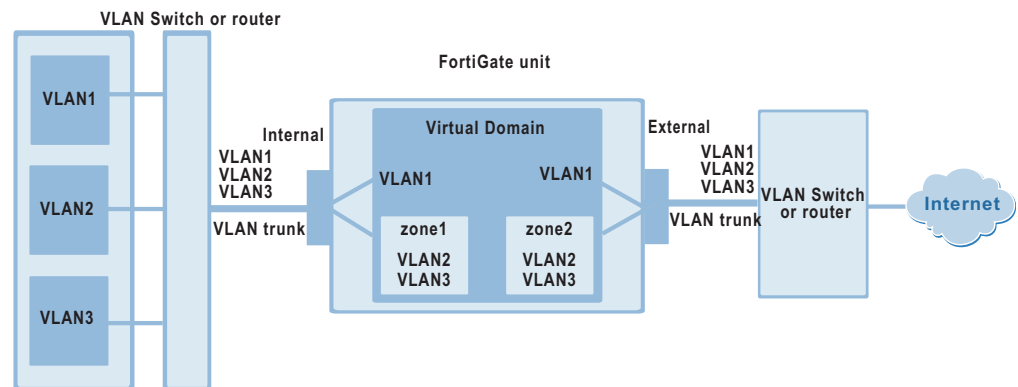 VLAN Switch or router
FortiGate unit
VLAN1
VLAN2
VLAN3
Internal
VLAN1
VLAN2
VLAN3
VLAN trunk
Virtual Domain
VLAN1
VLAN1
zone1
VLAN2
VLAN3
zone2
VLAN2
VLAN3
External
VLAN1
VLAN2
VLAN3
VLAN trunk
VLAN Switch
or router
Internet